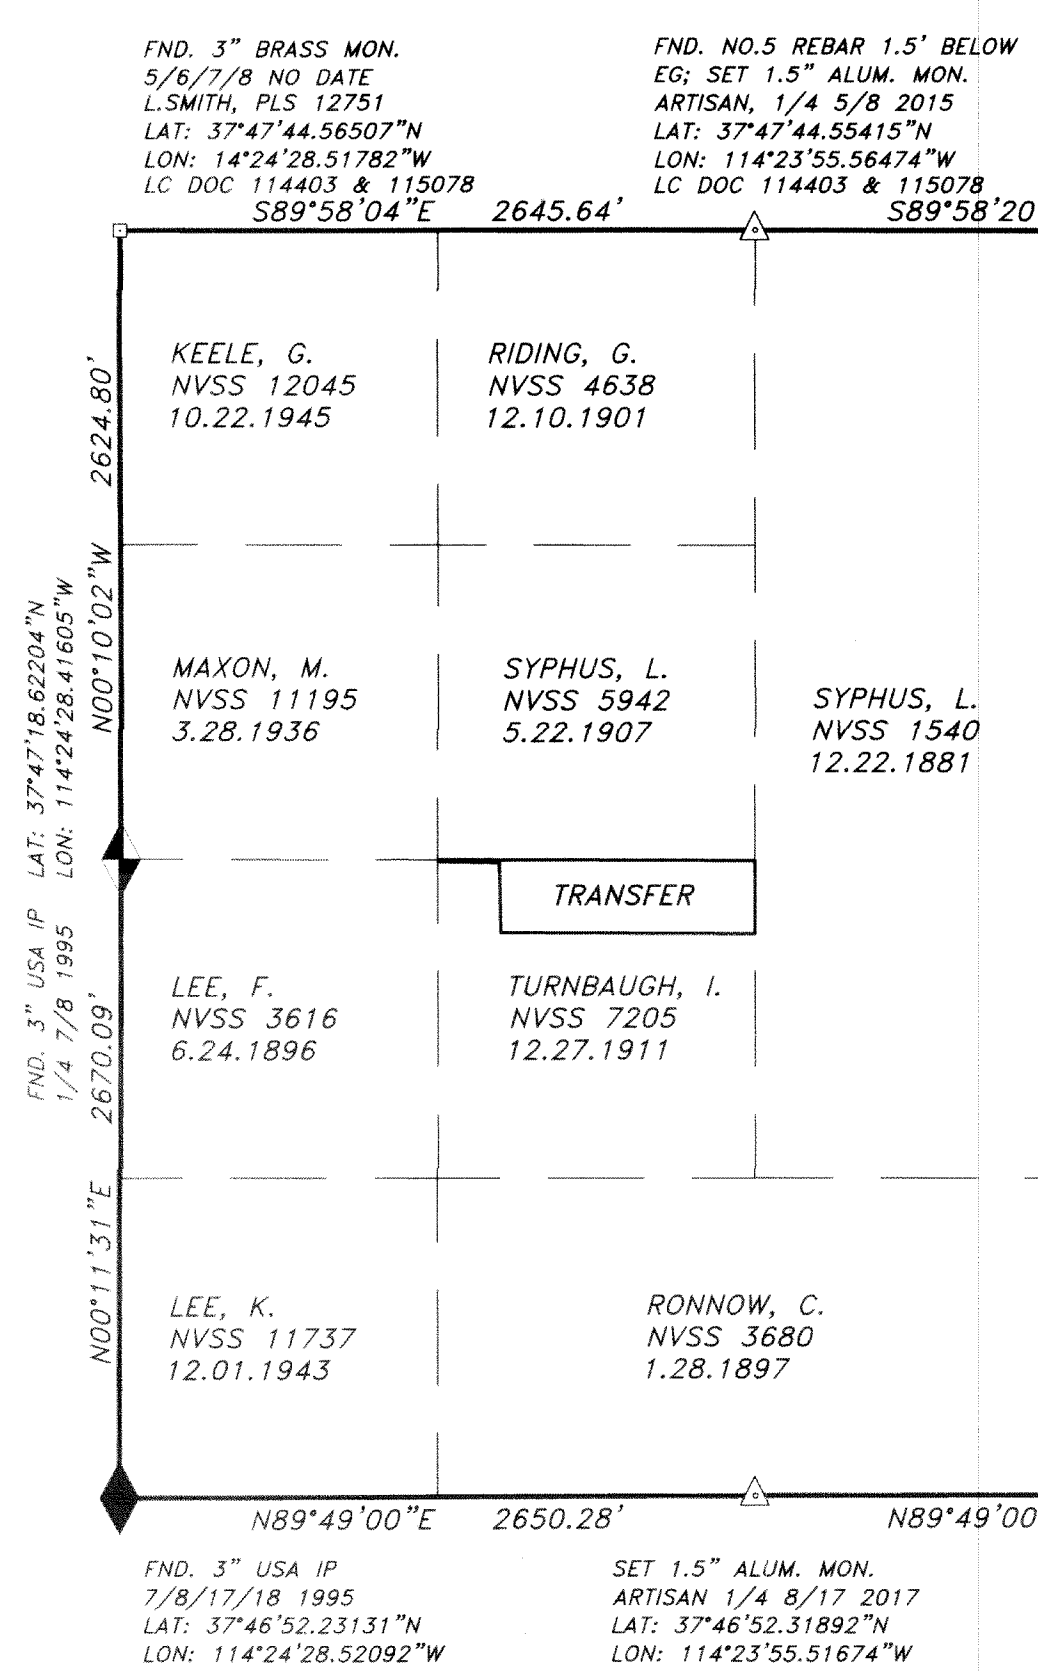 FND. 3" BRASS MON.
5/6/7/8 NO DATE
L.SMITH, PLS 12751
LAT: 37°47'44.56507"N
LON: 14°24'28.51782"W
LC DOC 114403 & 115078
FND. NO.5 REBAR 1.5' BELOW
EG; SET 1.5" ALUM. MON.
ARTISAN, 1/4 5/8 2015
LAT: 37°47'44.55415"N
LON: 114°23'55.56474"W
LC DOC 114403 & 115078
S89°58'04"E 2645.64'
S89°58'20
KEELE, G.
NVSS 12045
10.22.1945
RIDING, G.
NVSS 4638
12.10.1901
N00°10'02"W 2624.80'
MAXON, M.
NVSS 11195
3.28.1936
SYPHUS, L.
NVSS 5942
5.22.1907
SYPHUS, L.
NVSS 1540
12.22.1881
FND. 3" USA IP LAT: 37°47'18.62204"N
1/4 7/8 1995 LON: 114°24'28.41605"W
TRANSFER
LEE, F.
NVSS 3616
6.24.1896
TURNBAUGH, I.
NVSS 7205
12.27.1911
N00°11'31"E 2670.09'
LEE, K.
NVSS 11737
12.01.1943
RONNOW, C.
NVSS 3680
1.28.1897
N89°49'00"E 2650.28'
N89°49'00
FND. 3" USA IP
7/8/17/18 1995
LAT: 37°46'52.23131"N
LON: 114°24'28.52092"W
SET 1.5" ALUM. MON.
ARTISAN 1/4 8/17 2017
LAT: 37°46'52.31892"N
LON: 114°23'55.51674"W